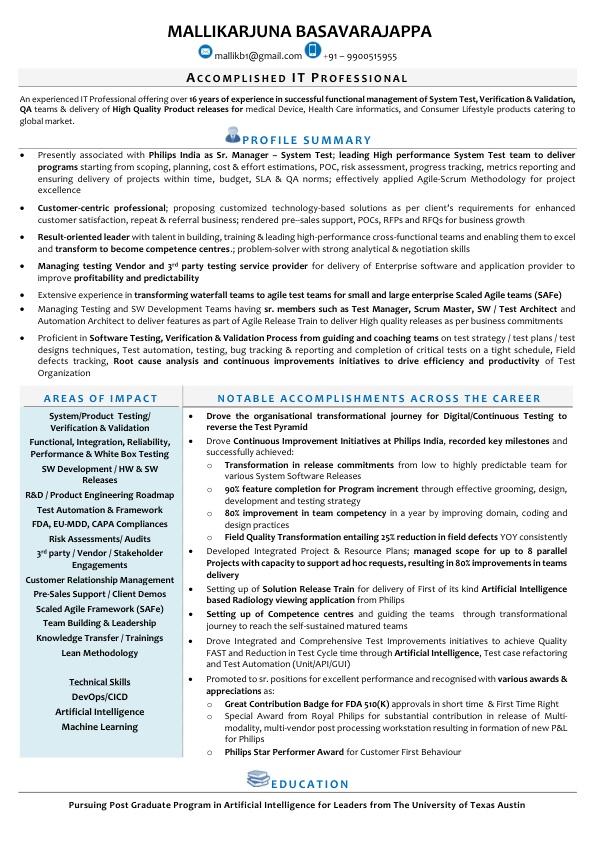 MALLIKARJUNA BASAVARAJAPPA
mallikb1@gmail.com +91 – 9900515955
ACCOMPLISHED IT PROFESSIONAL
An experienced IT Professional offering over 16 years of experience in successful functional management of System Test, Verification & Validation,
QA teams & delivery of High Quality Product releases for medical Device, Health Care informatics, and Consumer Lifestyle products catering to
global market.
PROFILE SUMMARY
• Presently associated with Philips India as Sr. Manager – System Test; leading High performance System Test team to deliver
programs starting from scoping, planning, cost & effort estimations, POC, risk assessment, progress tracking, metrics reporting and
ensuring delivery of projects within time, budget, SLA & QA norms; effectively applied Agile-Scrum Methodology for project
excellence
• Customer-centric professional; proposing customized technology-based solutions as per client's requirements for enhanced
customer satisfaction, repeat & referral business; rendered pre–sales support, POCs, RFPs and RFQs for business growth
• Result-oriented leader with talent in building, training & leading high-performance cross-functional teams and enabling them to excel
and transform to become competence centres.; problem-solver with strong analytical & negotiation skills
• Managing testing Vendor and 3rd party testing service provider for delivery of Enterprise software and application provider to
improve profitability and predictability
• Extensive experience in transforming waterfall teams to agile test teams for small and large enterprise Scaled Agile teams (SAFe)
• Managing Testing and SW Development Teams having sr. members such as Test Manager, Scrum Master, SW / Test Architect and
Automation Architect to deliver features as part of Agile Release Train to deliver High quality releases as per business commitments
• Proficient in Software Testing, Verification & Validation Process from guiding and coaching teams on test strategy / test plans / test
designs techniques, Test automation, testing, bug tracking & reporting and completion of critical tests on a tight schedule, Field
defects tracking, Root cause analysis and continuous improvements initiatives to drive efficiency and productivity of Test
Organization
AREAS OF IMPACT
System/Product Testing/
Verification & Validation
Functional, Integration, Reliability,
Performance & White Box Testing
SW Development / HW & SW
Releases
R&D / Product Engineering Roadmap
Test Automation & Framework
FDA, EU-MDD, CAPA Compliances
Risk Assessments/ Audits
3rd party / Vendor / Stakeholder
Engagements
Customer Relationship Management
Pre-Sales Support / Client Demos
Scaled Agile Framework (SAFe)
Team Building & Leadership
Knowledge Transfer / Trainings
Lean Methodology
Technical Skills
DevOps/CICD
Artificial Intelligence
Machine Learning
NOTABLE ACCOMPLISHMENTS ACROSS THE CAREER
• Drove the organisational transformational journey for Digital/Continuous Testing to
reverse the Test Pyramid
• Drove Continuous Improvement Initiatives at Philips India, recorded key milestones and
successfully achieved:
o Transformation in release commitments from low to highly predictable team for
various System Software Releases
o 90% feature completion for Program increment through effective grooming, design,
development and testing strategy
o 80% improvement in team competency in a year by improving domain, coding and
design practices
o Field Quality Transformation entailing 25% reduction in field defects YOY consistently
• Developed Integrated Project & Resource Plans; managed scope for up to 8 parallel
Projects with capacity to support ad hoc requests, resulting in 80% improvements in teams
delivery
• Setting up of Solution Release Train for delivery of First of its kind Artificial Intelligence
based Radiology viewing application from Philips
• Setting up of Competence centres and guiding the teams through transformational
journey to reach the self-sustained matured teams
• Drove Integrated and Comprehensive Test Improvements initiatives to achieve Quality
FAST and Reduction in Test Cycle time through Artificial Intelligence, Test case refactoring
and Test Automation (Unit/API/GUI)
• Promoted to sr. positions for excellent performance and recognised with various awards &
appreciations as:
o Great Contribution Badge for FDA 510(K) approvals in short time & First Time Right
o Special Award from Royal Philips for substantial contribution in release of Multi-
modality, multi-vendor post processing workstation resulting in formation of new P&L
for Philips
o Philips Star Performer Award for Customer First Behaviour
EDUCATION
Pursuing Post Graduate Program in Artificial Intelligence for Leaders from The University of Texas Austin